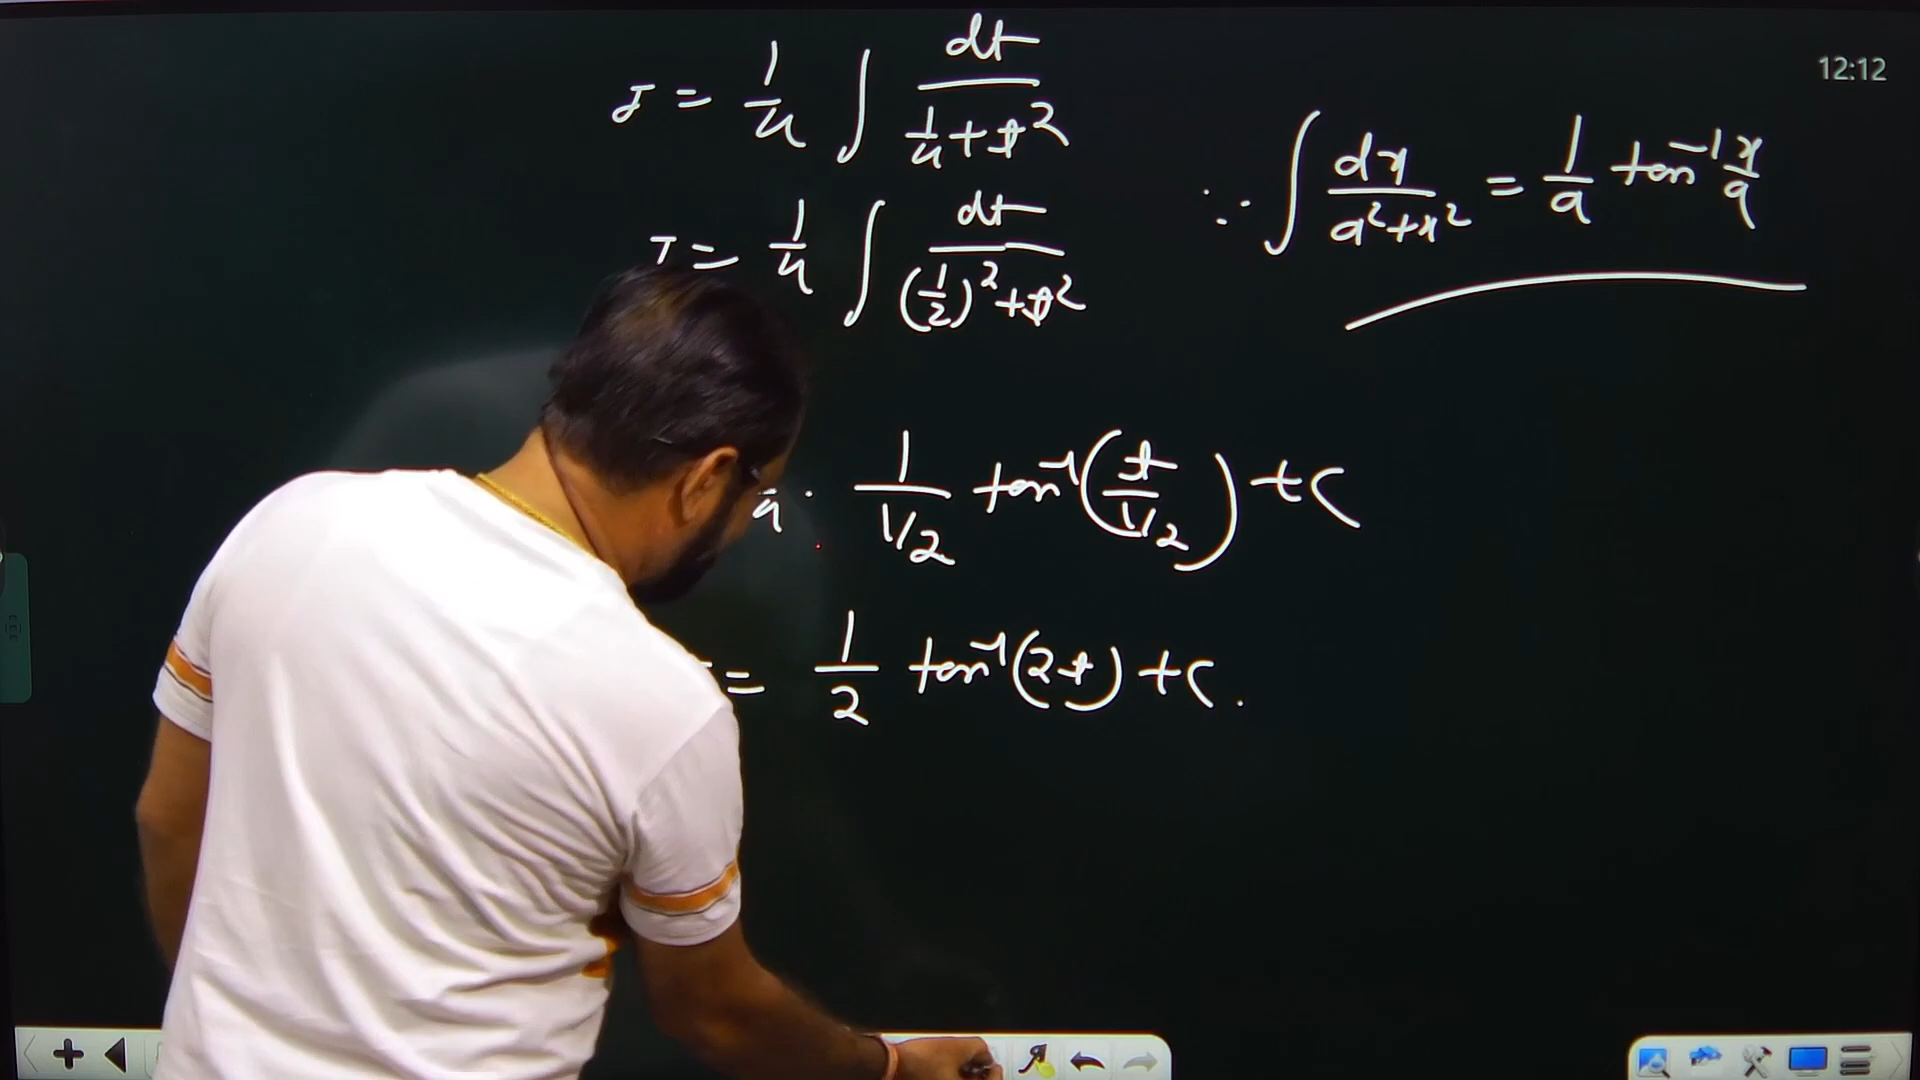 12:12
I = 1/4 ∫ dt / (1/4 + t²)
∵ ∫ dx / (a² + x²) = 1/a tan⁻¹ x/a
I = 1/4 ∫ dt / ((1/2)² + t²)
4 · 1/(1/2) tan⁻¹(t/(1/2)) + C
= 1/2 tan⁻¹(2t) + C.